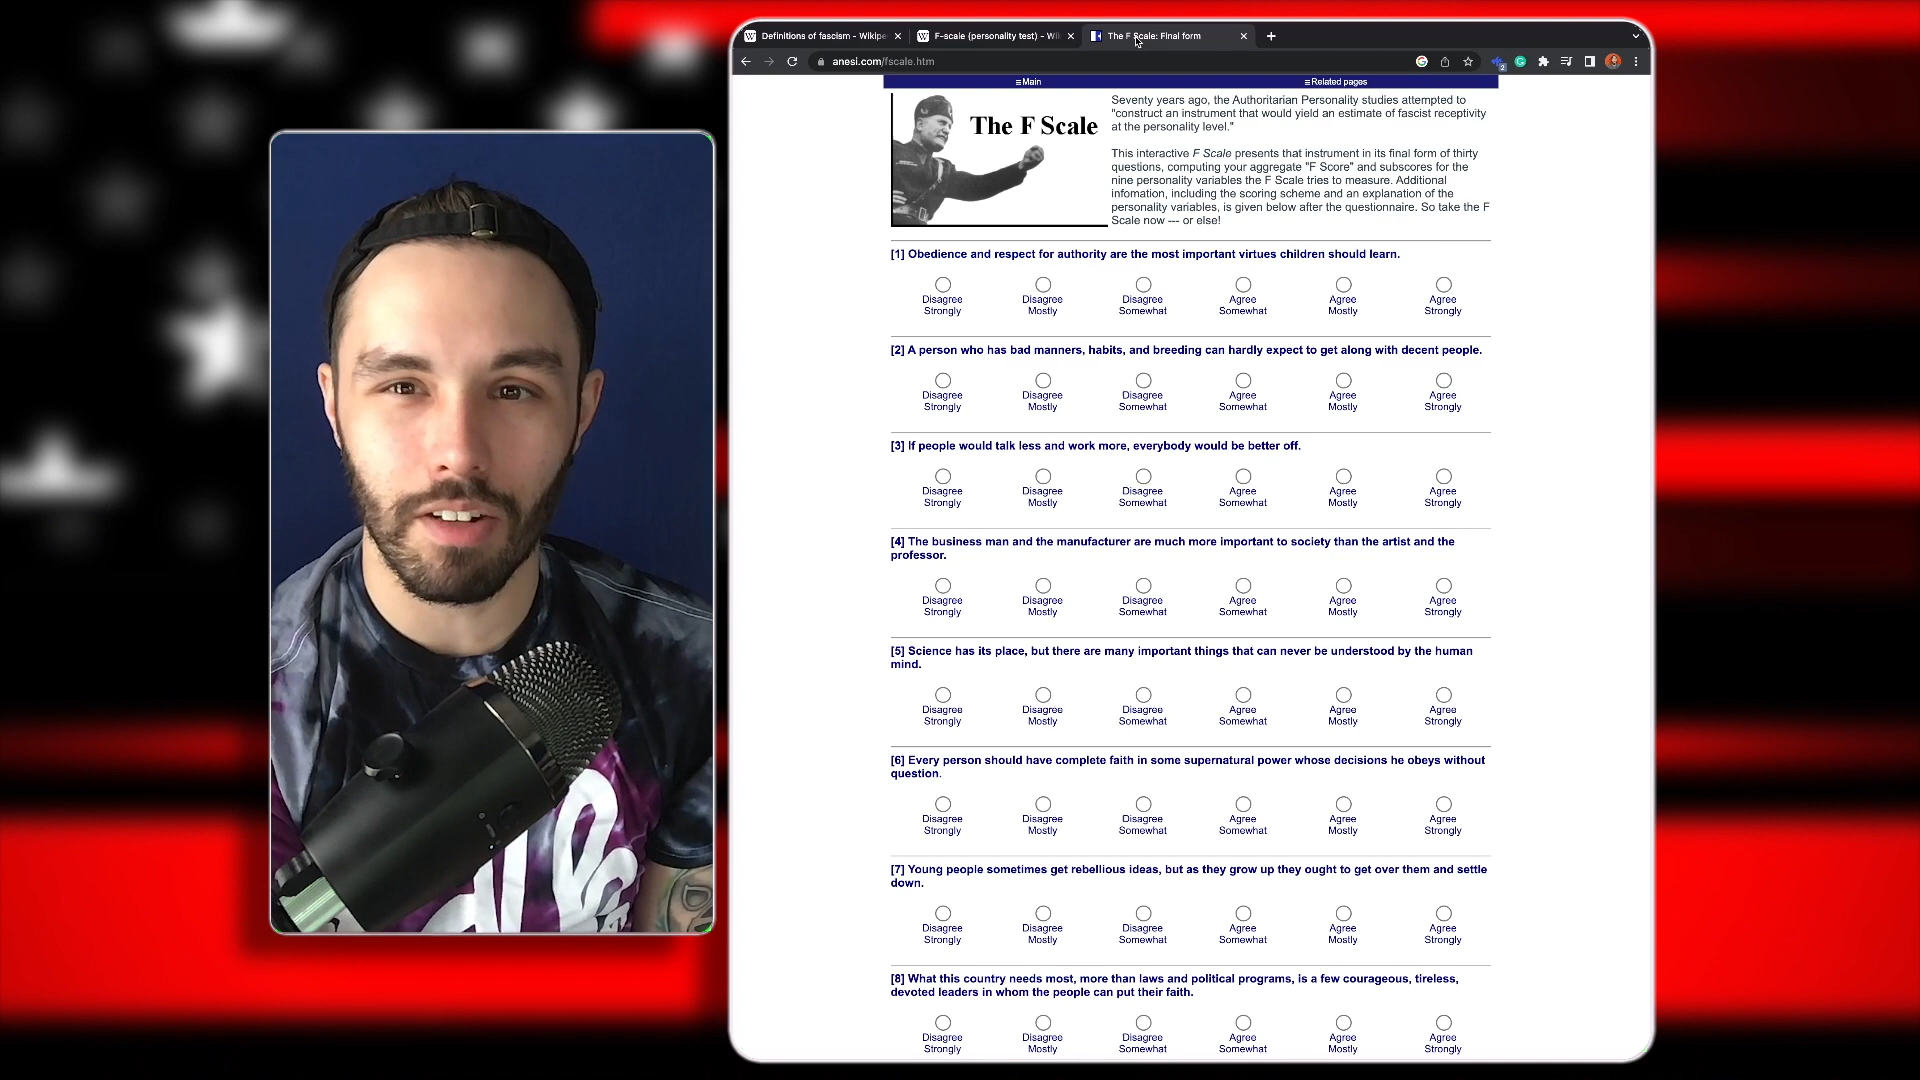 Definitions of fascism - Wikipe
F-scale (personality test) - Wi
The F Scale: Final form
anesi.com/fscale.htm
2
≡Main
≡Related pages
The F Scale
Seventy years ago, the Authoritarian Personality studies attempted to
"construct an instrument that would yield an estimate of fascist receptivity
at the personality level."
This interactive F Scale presents that instrument in its final form of thirty
questions, computing your aggregate "F Score" and subscores for the
nine personality variables the F Scale tries to measure. Additional
infomation, including the scoring scheme and an explanation of the
personality variables, is given below after the questionnaire. So take the F
Scale now --- or else!
[1] Obedience and respect for authority are the most important virtues children should learn.
Disagree Disagree Disagree Agree Agree Agree
Strongly Mostly Somewhat Somewhat Mostly Strongly
[2] A person who has bad manners, habits, and breeding can hardly expect to get along with decent people.
Disagree Disagree Disagree Agree Agree Agree
Strongly Mostly Somewhat Somewhat Mostly Strongly
[3] If people would talk less and work more, everybody would be better off.
Disagree Disagree Disagree Agree Agree Agree
Strongly Mostly Somewhat Somewhat Mostly Strongly
[4] The business man and the manufacturer are much more important to society than the artist and the
professor.
Disagree Disagree Disagree Agree Agree Agree
Strongly Mostly Somewhat Somewhat Mostly Strongly
[5] Science has its place, but there are many important things that can never be understood by the human
mind.
Disagree Disagree Disagree Agree Agree Agree
Strongly Mostly Somewhat Somewhat Mostly Strongly
[6] Every person should have complete faith in some supernatural power whose decisions he obeys without
question.
Disagree Disagree Disagree Agree Agree Agree
Strongly Mostly Somewhat Somewhat Mostly Strongly
[7] Young people sometimes get rebellious ideas, but as they grow up they ought to get over them and settle
down.
Disagree Disagree Disagree Agree Agree Agree
Strongly Mostly Somewhat Somewhat Mostly Strongly
[8] What this country needs most, more than laws and political programs, is a few courageous, tireless,
devoted leaders in whom the people can put their faith.
Disagree Disagree Disagree Agree Agree Agree
Strongly Mostly Somewhat Somewhat Mostly Strongly